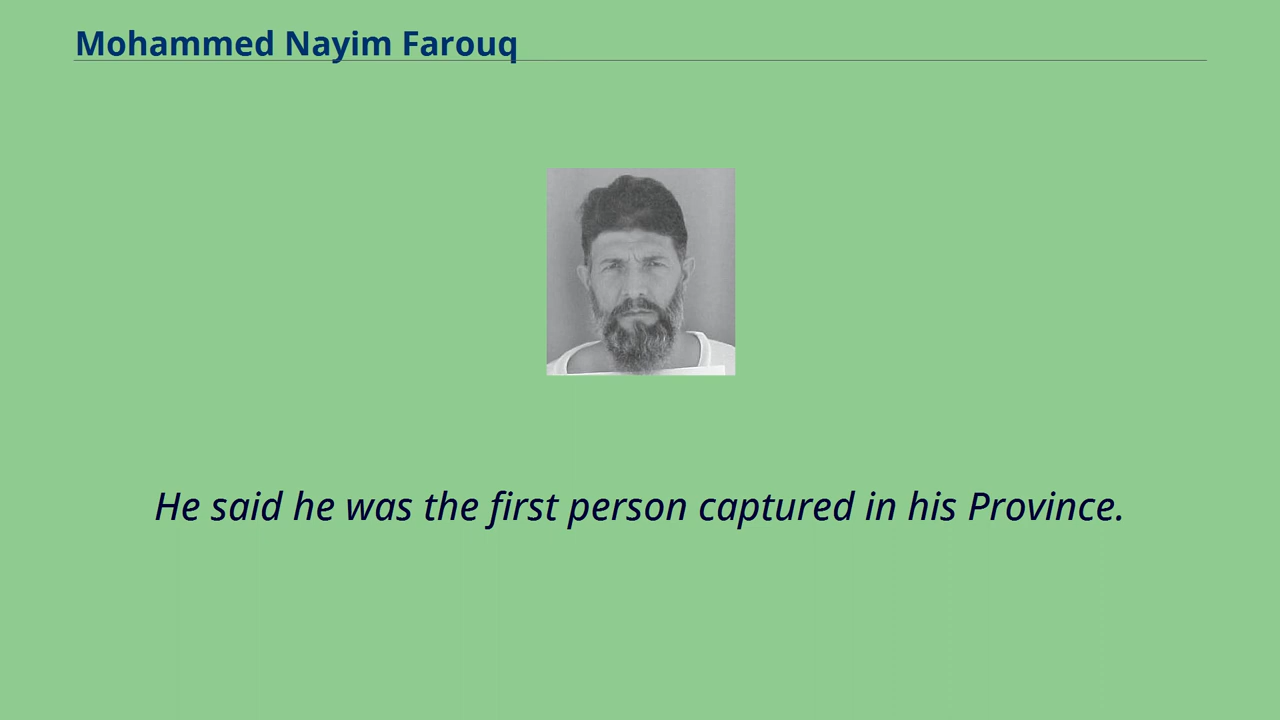 Mohammed Nayim Farouq
He said he was the first person captured in his Province.